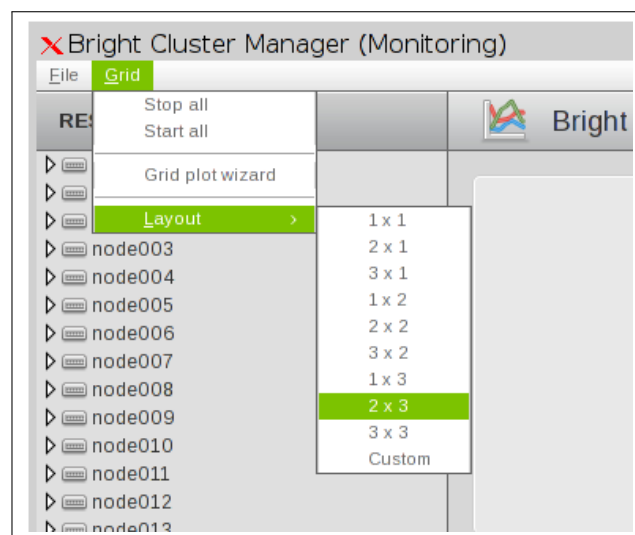 Bright Cluster Manager (Monitoring)
File Grid
RES
Bright
Stop all
Start all
Grid plot wizard
Layout >
1 x 1
2 x 1
3 x 1
1 x 2
2 x 2
3 x 2
1 x 3
2 x 3
3 x 3
Custom
node003
node004
node005
node006
node007
node008
node009
node010
node011
node012
node013